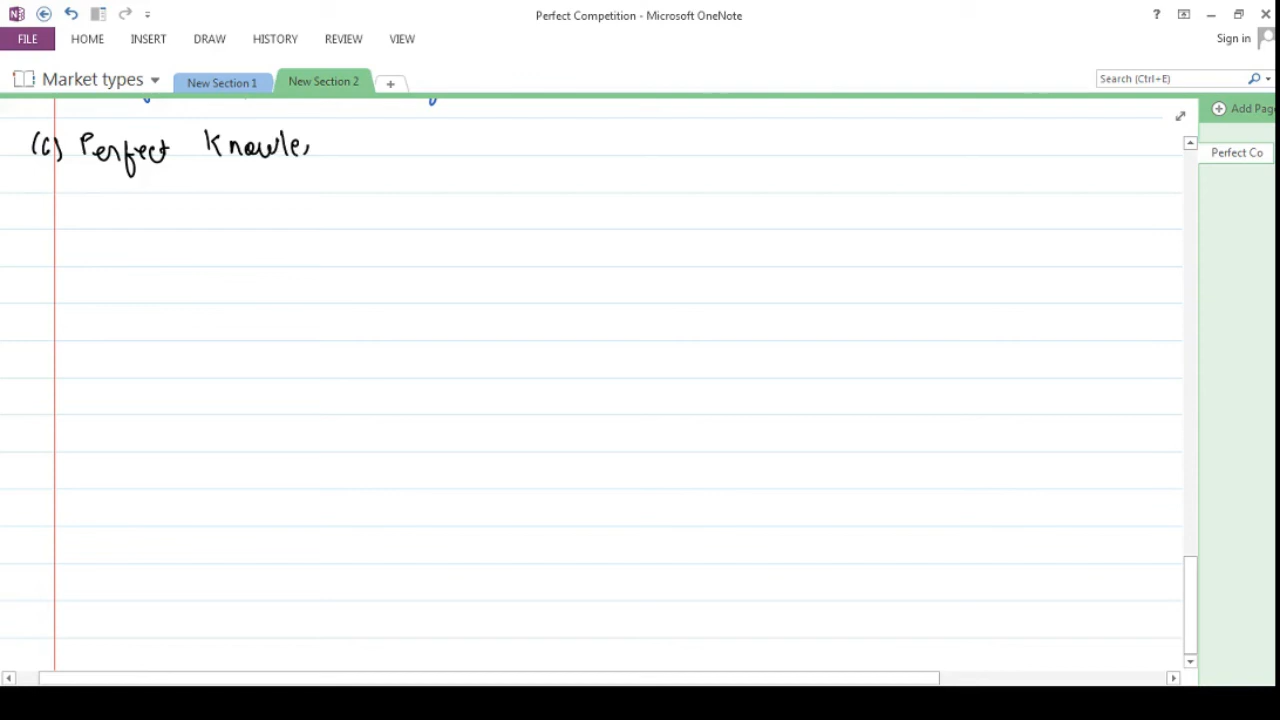 Perfect Competition - Microsoft OneNote
?
Sign in
FILE HOME INSERT DRAW HISTORY REVIEW VIEW
Market types New Section 1 New Section 2 +
Search (Ctrl+E)
Add Pag
Perfect Co
(c) Perfect Knowle